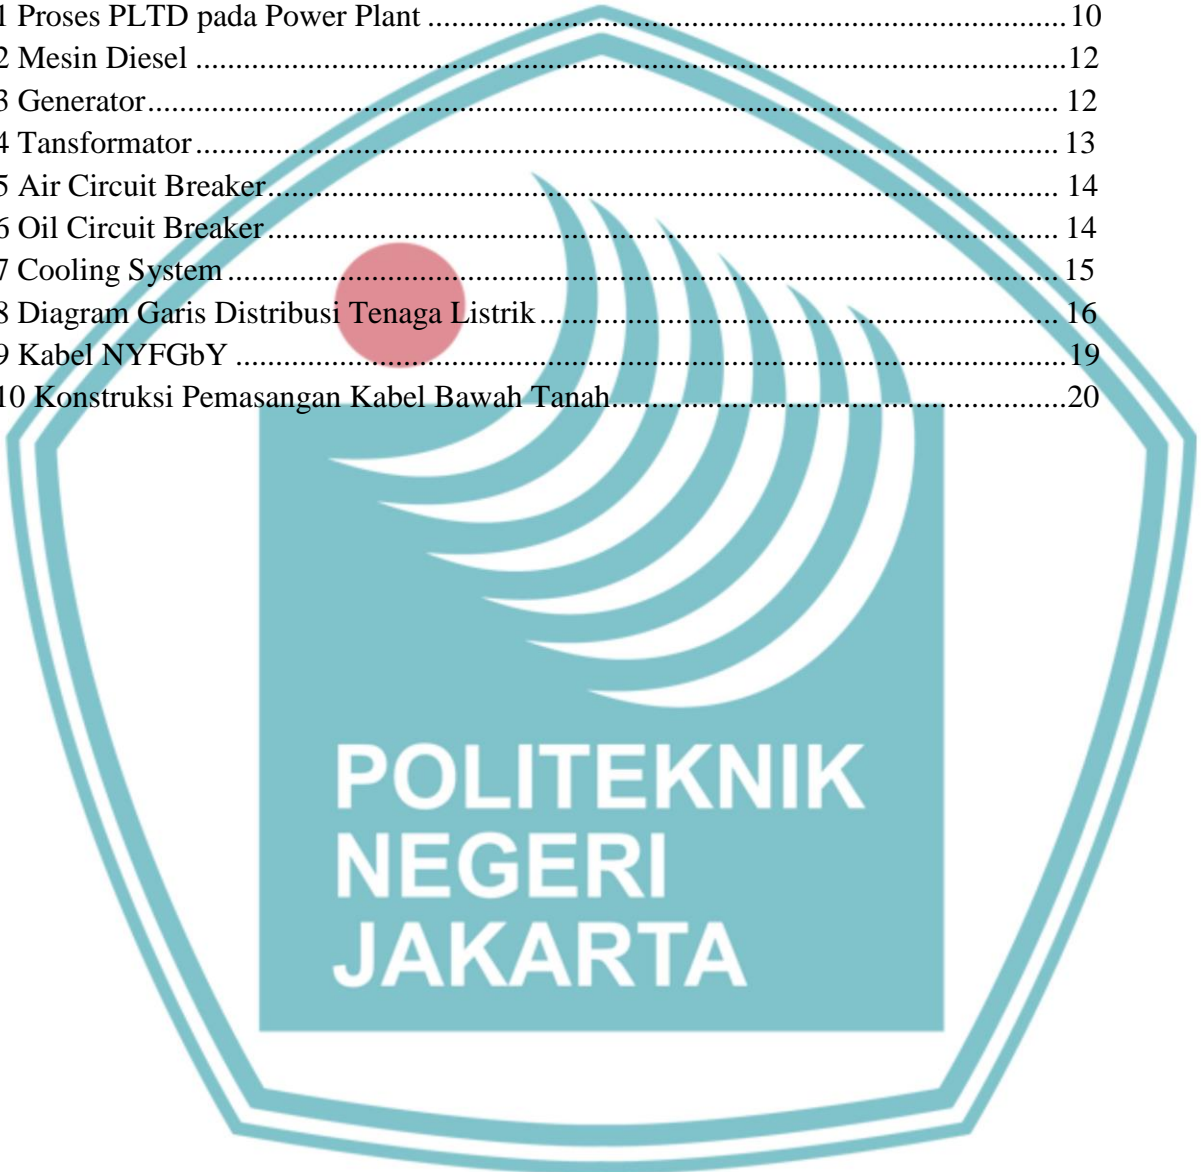 1 Proses PLTD pada Power Plant ................................................................................ 10
2 Mesin Diesel ............................................................................................................. 12
3 Generator.................................................................................................................. 12
4 Tansformator ............................................................................................................ 13
5 Air Circuit Breaker................................................................................................... 14
6 Oil Circuit Breaker................................................................................................... 14
7 Cooling System ........................................................................................................ 15
8 Diagram Garis Distribusi Tenaga Listrik ................................................................. 16
9 Kabel NYFGbY ........................................................................................................ 19
10 Konstruksi Pemasangan Kabel Bawah Tanah......................................................... 20
POLITEKNIK
NEGERI
JAKARTA